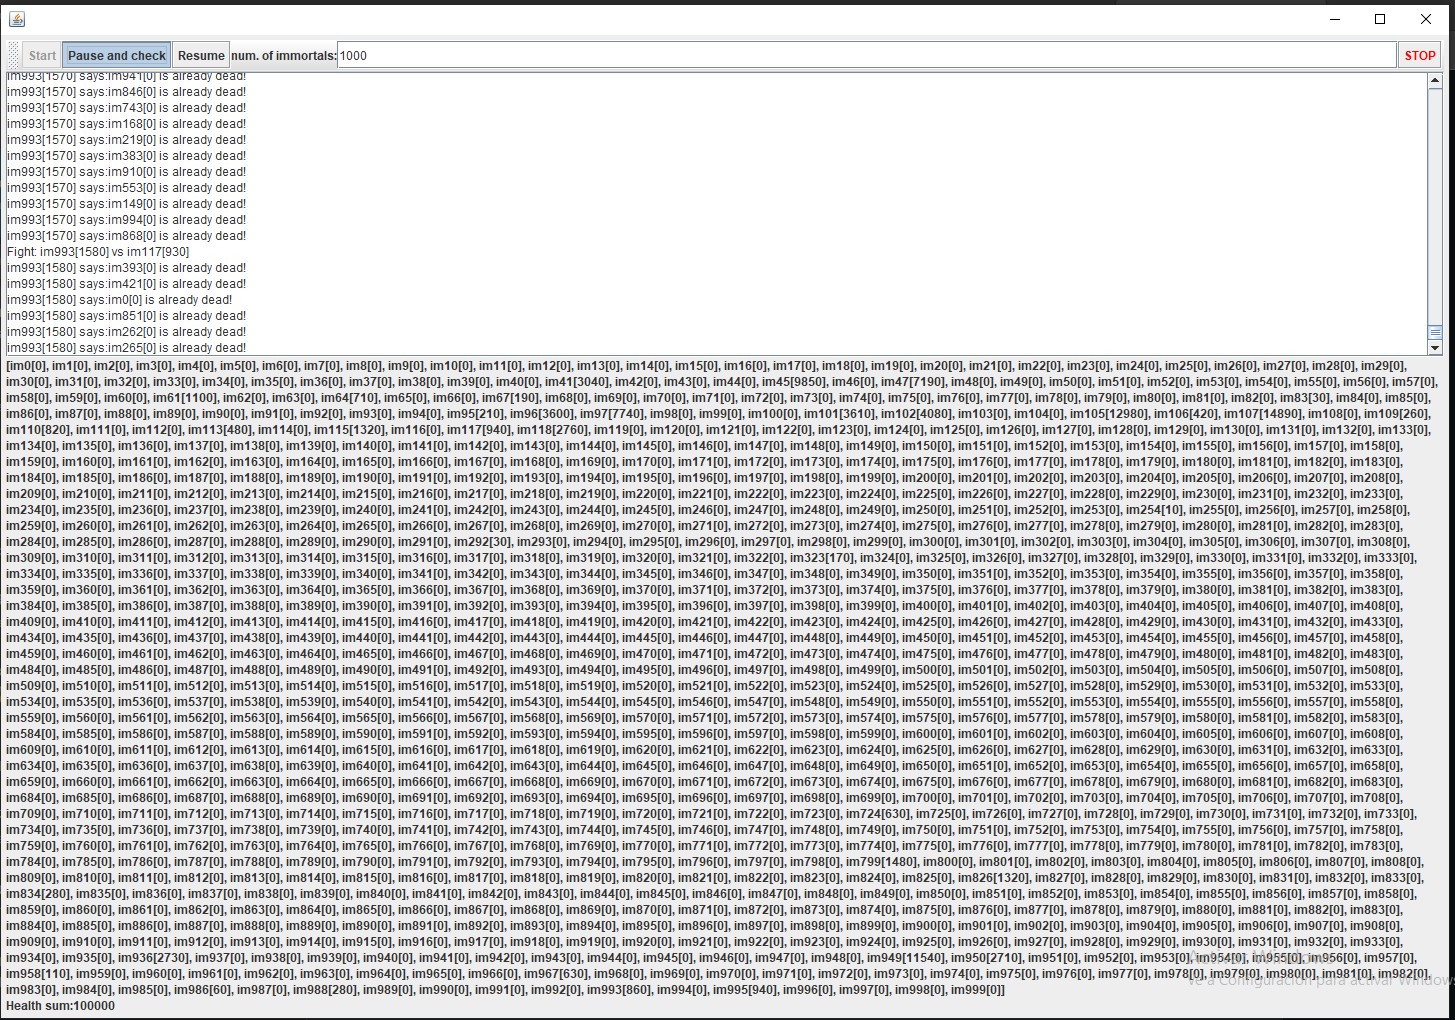 Start Pause and check Resume num. of immortals: 1000 STOP
im993[1570] says:im941[0] is already dead!
im993[1570] says:im846[0] is already dead!
im993[1570] says:im743[0] is already dead!
im993[1570] says:im168[0] is already dead!
im993[1570] says:im219[0] is already dead!
im993[1570] says:im383[0] is already dead!
im993[1570] says:im910[0] is already dead!
im993[1570] says:im553[0] is already dead!
im993[1570] says:im149[0] is already dead!
im993[1570] says:im994[0] is already dead!
im993[1570] says:im868[0] is already dead!
Fight: im993[1580] vs im117[930]
im993[1580] says:im393[0] is already dead!
im993[1580] says:im421[0] is already dead!
im993[1580] says:im0[0] is already dead!
im993[1580] says:im851[0] is already dead!
im993[1580] says:im262[0] is already dead!
im993[1580] says:im265[0] is already dead!
[im0[0], im1[0], im2[0], im3[0], im4[0], im5[0], im6[0], im7[0], im8[0], im9[0], im10[0], im11[0], im12[0], im13[0], im14[0], im15[0], im16[0], im17[0], im18[0], im19[0], im20[0], im21[0], im22[0], im23[0], im24[0], im25[0], im26[0], im27[0], im28[0], im29[0],
im30[0], im31[0], im32[0], im33[0], im34[0], im35[0], im36[0], im37[0], im38[0], im39[0], im40[0], im41[3040], im42[0], im43[0], im44[0], im45[9850], im46[0], im47[7190], im48[0], im49[0], im50[0], im51[0], im52[0], im53[0], im54[0], im55[0], im56[0], im57[0],
im58[0], im59[0], im60[0], im61[1100], im62[0], im63[0], im64[710], im65[0], im66[0], im67[190], im68[0], im69[0], im70[0], im71[0], im72[0], im73[0], im74[0], im75[0], im76[0], im77[0], im78[0], im79[0], im80[0], im81[0], im82[0], im83[30], im84[0], im85[0],
im86[0], im87[0], im88[0], im89[0], im90[0], im91[0], im92[0], im93[0], im94[0], im95[210], im96[3600], im97[7740], im98[0], im99[0], im100[0], im101[3610], im102[4080], im103[0], im104[0], im105[12980], im106[420], im107[14890], im108[0], im109[260],
im110[820], im111[0], im112[0], im113[480], im114[0], im115[1320], im116[0], im117[940], im118[2760], im119[0], im120[0], im121[0], im122[0], im123[0], im124[0], im125[0], im126[0], im127[0], im128[0], im129[0], im130[0], im131[0], im132[0], im133[0],
im134[0], im135[0], im136[0], im137[0], im138[0], im139[0], im140[0], im141[0], im142[0], im143[0], im144[0], im145[0], im146[0], im147[0], im148[0], im149[0], im150[0], im151[0], im152[0], im153[0], im154[0], im155[0], im156[0], im157[0], im158[0],
im159[0], im160[0], im161[0], im162[0], im163[0], im164[0], im165[0], im166[0], im167[0], im168[0], im169[0], im170[0], im171[0], im172[0], im173[0], im174[0], im175[0], im176[0], im177[0], im178[0], im179[0], im180[0], im181[0], im182[0], im183[0],
im184[0], im185[0], im186[0], im187[0], im188[0], im189[0], im190[0], im191[0], im192[0], im193[0], im194[0], im195[0], im196[0], im197[0], im198[0], im199[0], im200[0], im201[0], im202[0], im203[0], im204[0], im205[0], im206[0], im207[0], im208[0],
im209[0], im210[0], im211[0], im212[0], im213[0], im214[0], im215[0], im216[0], im217[0], im218[0], im219[0], im220[0], im221[0], im222[0], im223[0], im224[0], im225[0], im226[0], im227[0], im228[0], im229[0], im230[0], im231[0], im232[0], im233[0],
im234[0], im235[0], im236[0], im237[0], im238[0], im239[0], im240[0], im241[0], im242[0], im243[0], im244[0], im245[0], im246[0], im247[0], im248[0], im249[0], im250[0], im251[0], im252[0], im253[0], im254[10], im255[0], im256[0], im257[0], im258[0],
im259[0], im260[0], im261[0], im262[0], im263[0], im264[0], im265[0], im266[0], im267[0], im268[0], im269[0], im270[0], im271[0], im272[0], im273[0], im274[0], im275[0], im276[0], im277[0], im278[0], im279[0], im280[0], im281[0], im282[0], im283[0],
im284[0], im285[0], im286[0], im287[0], im288[0], im289[0], im290[0], im291[0], im292[30], im293[0], im294[0], im295[0], im296[0], im297[0], im298[0], im299[0], im300[0], im301[0], im302[0], im303[0], im304[0], im305[0], im306[0], im307[0], im308[0],
im309[0], im310[0], im311[0], im312[0], im313[0], im314[0], im315[0], im316[0], im317[0], im318[0], im319[0], im320[0], im321[0], im322[0], im323[170], im324[0], im325[0], im326[0], im327[0], im328[0], im329[0], im330[0], im331[0], im332[0], im333[0],
im334[0], im335[0], im336[0], im337[0], im338[0], im339[0], im340[0], im341[0], im342[0], im343[0], im344[0], im345[0], im346[0], im347[0], im348[0], im349[0], im350[0], im351[0], im352[0], im353[0], im354[0], im355[0], im356[0], im357[0], im358[0],
im359[0], im360[0], im361[0], im362[0], im363[0], im364[0], im365[0], im366[0], im367[0], im368[0], im369[0], im370[0], im371[0], im372[0], im373[0], im374[0], im375[0], im376[0], im377[0], im378[0], im379[0], im380[0], im381[0], im382[0], im383[0],
im384[0], im385[0], im386[0], im387[0], im388[0], im389[0], im390[0], im391[0], im392[0], im393[0], im394[0], im395[0], im396[0], im397[0], im398[0], im399[0], im400[0], im401[0], im402[0], im403[0], im404[0], im405[0], im406[0], im407[0], im408[0],
im409[0], im410[0], im411[0], im412[0], im413[0], im414[0], im415[0], im416[0], im417[0], im418[0], im419[0], im420[0], im421[0], im422[0], im423[0], im424[0], im425[0], im426[0], im427[0], im428[0], im429[0], im430[0], im431[0], im432[0], im433[0],
im434[0], im435[0], im436[0], im437[0], im438[0], im439[0], im440[0], im441[0], im442[0], im443[0], im444[0], im445[0], im446[0], im447[0], im448[0], im449[0], im450[0], im451[0], im452[0], im453[0], im454[0], im455[0], im456[0], im457[0], im458[0],
im459[0], im460[0], im461[0], im462[0], im463[0], im464[0], im465[0], im466[0], im467[0], im468[0], im469[0], im470[0], im471[0], im472[0], im473[0], im474[0], im475[0], im476[0], im477[0], im478[0], im479[0], im480[0], im481[0], im482[0], im483[0],
im484[0], im485[0], im486[0], im487[0], im488[0], im489[0], im490[0], im491[0], im492[0], im493[0], im494[0], im495[0], im496[0], im497[0], im498[0], im499[0], im500[0], im501[0], im502[0], im503[0], im504[0], im505[0], im506[0], im507[0], im508[0],
im509[0], im510[0], im511[0], im512[0], im513[0], im514[0], im515[0], im516[0], im517[0], im518[0], im519[0], im520[0], im521[0], im522[0], im523[0], im524[0], im525[0], im526[0], im527[0], im528[0], im529[0], im530[0], im531[0], im532[0], im533[0],
im534[0], im535[0], im536[0], im537[0], im538[0], im539[0], im540[0], im541[0], im542[0], im543[0], im544[0], im545[0], im546[0], im547[0], im548[0], im549[0], im550[0], im551[0], im552[0], im553[0], im554[0], im555[0], im556[0], im557[0], im558[0],
im559[0], im560[0], im561[0], im562[0], im563[0], im564[0], im565[0], im566[0], im567[0], im568[0], im569[0], im570[0], im571[0], im572[0], im573[0], im574[0], im575[0], im576[0], im577[0], im578[0], im579[0], im580[0], im581[0], im582[0], im583[0],
im584[0], im585[0], im586[0], im587[0], im588[0], im589[0], im590[0], im591[0], im592[0], im593[0], im594[0], im595[0], im596[0], im597[0], im598[0], im599[0], im600[0], im601[0], im602[0], im603[0], im604[0], im605[0], im606[0], im607[0], im608[0],
im609[0], im610[0], im611[0], im612[0], im613[0], im614[0], im615[0], im616[0], im617[0], im618[0], im619[0], im620[0], im621[0], im622[0], im623[0], im624[0], im625[0], im626[0], im627[0], im628[0], im629[0], im630[0], im631[0], im632[0], im633[0],
im634[0], im635[0], im636[0], im637[0], im638[0], im639[0], im640[0], im641[0], im642[0], im643[0], im644[0], im645[0], im646[0], im647[0], im648[0], im649[0], im650[0], im651[0], im652[0], im653[0], im654[0], im655[0], im656[0], im657[0], im658[0],
im659[0], im660[0], im661[0], im662[0], im663[0], im664[0], im665[0], im666[0], im667[0], im668[0], im669[0], im670[0], im671[0], im672[0], im673[0], im674[0], im675[0], im676[0], im677[0], im678[0], im679[0], im680[0], im681[0], im682[0], im683[0],
im684[0], im685[0], im686[0], im687[0], im688[0], im689[0], im690[0], im691[0], im692[0], im693[0], im694[0], im695[0], im696[0], im697[0], im698[0], im699[0], im700[0], im701[0], im702[0], im703[0], im704[0], im705[0], im706[0], im707[0], im708[0],
im709[0], im710[0], im711[0], im712[0], im713[0], im714[0], im715[0], im716[0], im717[0], im718[0], im719[0], im720[0], im721[0], im722[0], im723[0], im724[630], im725[0], im726[0], im727[0], im728[0], im729[0], im730[0], im731[0], im732[0], im733[0],
im734[0], im735[0], im736[0], im737[0], im738[0], im739[0], im740[0], im741[0], im742[0], im743[0], im744[0], im745[0], im746[0], im747[0], im748[0], im749[0], im750[0], im751[0], im752[0], im753[0], im754[0], im755[0], im756[0], im757[0], im758[0],
im759[0], im760[0], im761[0], im762[0], im763[0], im764[0], im765[0], im766[0], im767[0], im768[0], im769[0], im770[0], im771[0], im772[0], im773[0], im774[0], im775[0], im776[0], im777[0], im778[0], im779[0], im780[0], im781[0], im782[0], im783[0],
im784[0], im785[0], im786[0], im787[0], im788[0], im789[0], im790[0], im791[0], im792[0], im793[0], im794[0], im795[0], im796[0], im797[0], im798[0], im799[1480], im800[0], im801[0], im802[0], im803[0], im804[0], im805[0], im806[0], im807[0], im808[0],
im809[0], im810[0], im811[0], im812[0], im813[0], im814[0], im815[0], im816[0], im817[0], im818[0], im819[0], im820[0], im821[0], im822[0], im823[0], im824[0], im825[0], im826[1320], im827[0], im828[0], im829[0], im830[0], im831[0], im832[0], im833[0],
im834[280], im835[0], im836[0], im837[0], im838[0], im839[0], im840[0], im841[0], im842[0], im843[0], im844[0], im845[0], im846[0], im847[0], im848[0], im849[0], im850[0], im851[0], im852[0], im853[0], im854[0], im855[0], im856[0], im857[0], im858[0],
im859[0], im860[0], im861[0], im862[0], im863[0], im864[0], im865[0], im866[0], im867[0], im868[0], im869[0], im870[0], im871[0], im872[0], im873[0], im874[0], im875[0], im876[0], im877[0], im878[0], im879[0], im880[0], im881[0], im882[0], im883[0],
im884[0], im885[0], im886[0], im887[0], im888[0], im889[0], im890[0], im891[0], im892[0], im893[0], im894[0], im895[0], im896[0], im897[0], im898[0], im899[0], im900[0], im901[0], im902[0], im903[0], im904[0], im905[0], im906[0], im907[0], im908[0],
im909[0], im910[0], im911[0], im912[0], im913[0], im914[0], im915[0], im916[0], im917[0], im918[0], im919[0], im920[0], im921[0], im922[0], im923[0], im924[0], im925[0], im926[0], im927[0], im928[0], im929[0], im930[0], im931[0], im932[0], im933[0],
im934[0], im935[0], im936[2730], im937[0], im938[0], im939[0], im940[0], im941[0], im942[0], im943[0], im944[0], im945[0], im946[0], im947[0], im948[0], im949[11540], im950[2710], im951[0], im952[0], im953[0], im954[0], im955[0], im956[0], im957[0],
im958[110], im959[0], im960[0], im961[0], im962[0], im963[0], im964[0], im965[0], im966[0], im967[630], im968[0], im969[0], im970[0], im971[0], im972[0], im973[0], im974[0], im975[0], im976[0], im977[0], im978[0], im979[0], im980[0], im981[0], im982[0],
im983[0], im984[0], im985[0], im986[60], im987[0], im988[280], im989[0], im990[0], im991[0], im992[0], im993[860], im994[0], im995[940], im996[0], im997[0], im998[0], im999[0]]
Health sum:100000
Activar Windows
Ve a Configuración para activar Windows